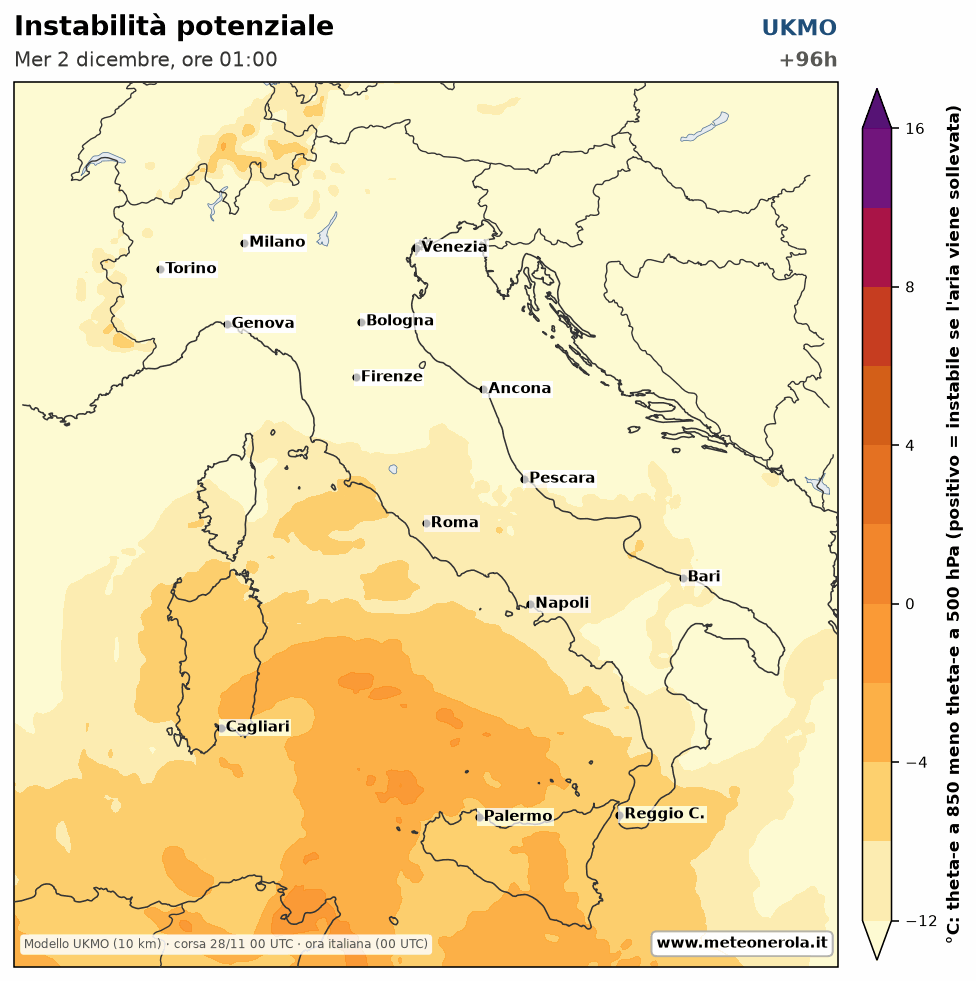 Instabilità potenziale
UKMO
Mer 2 dicembre, ore 01:00
+96h
Milano
Venezia
Torino
Genova
Bologna
Firenze
Ancona
Pescara
Roma
Bari
Napoli
Cagliari
Palermo
Reggio C.
Modello UKMO (10 km) · corsa 28/11 00 UTC · ora italiana (00 UTC)
www.meteonerola.it
16
8
4
0
−4
−12
°C: theta-e a 850 meno theta-e a 500 hPa (positivo = instabile se l'aria viene sollevata)